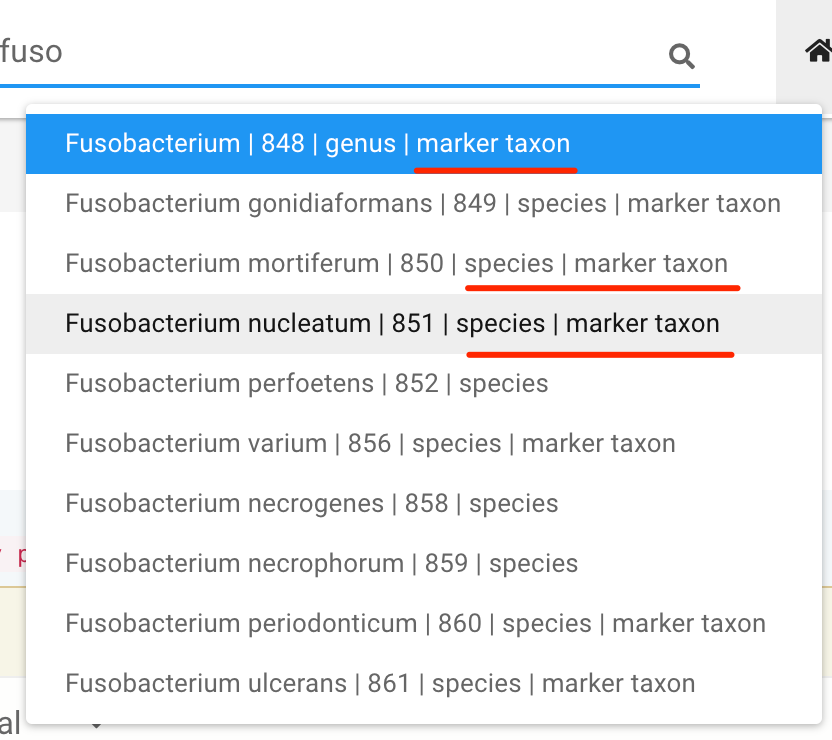 fuso
Fusobacterium | 848 | genus | marker taxon
Fusobacterium gonidiaformans | 849 | species | marker taxon
Fusobacterium mortiferum | 850 | species | marker taxon
Fusobacterium nucleatum | 851 | species | marker taxon
Fusobacterium perfoetens | 852 | species
Fusobacterium varium | 856 | species | marker taxon
Fusobacterium necrogenes | 858 | species
Fusobacterium necrophorum | 859 | species
Fusobacterium periodonticum | 860 | species | marker taxon
Fusobacterium ulcerans | 861 | species | marker taxon
al